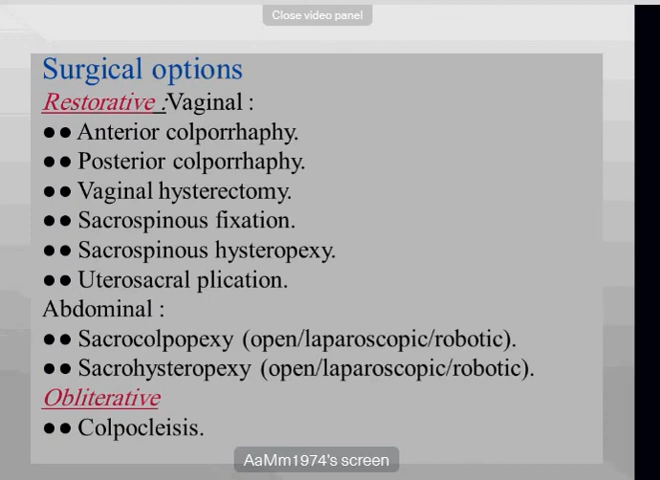 Close video panel
Surgical options
Restorative :Vaginal :
●● Anterior colporrhaphy.
●● Posterior colporrhaphy.
●● Vaginal hysterectomy.
●● Sacrospinous fixation.
●● Sacrospinous hysteropexy.
●● Uterosacral plication.
Abdominal :
●● Sacrocolpopexy (open/laparoscopic/robotic).
●● Sacrohysteropexy (open/laparoscopic/robotic).
Obliterative
●● Colpocleisis.
AaMm1974's screen